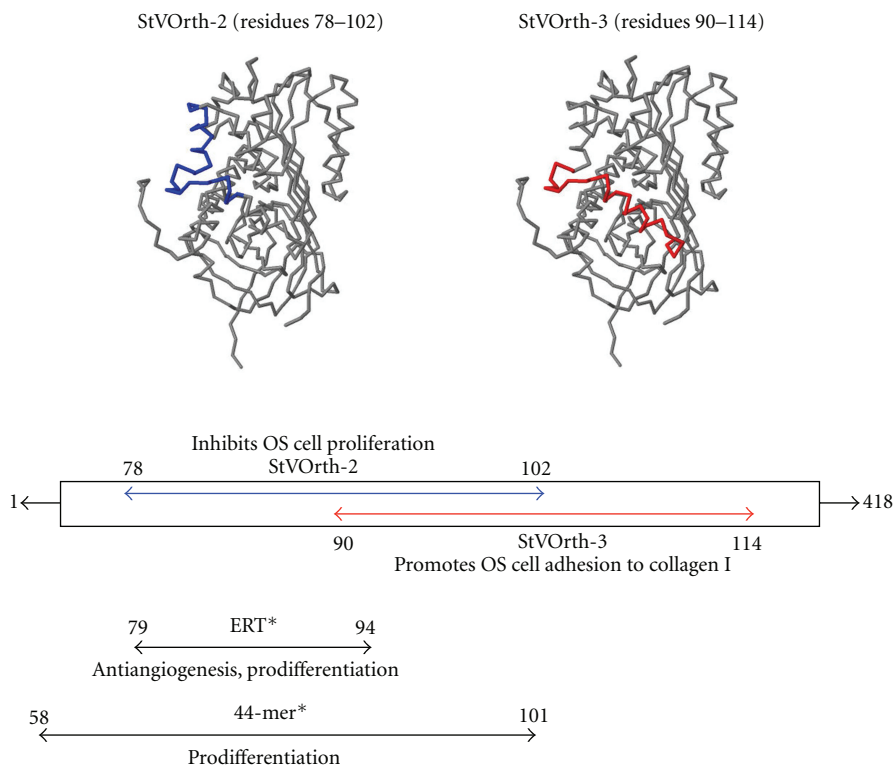 StVOrth-2 (residues 78–102)
StVOrth-3 (residues 90–114)
Inhibits OS cell proliferation
78 StVOrth-2 102
1 418
90 StVOrth-3 114
Promotes OS cell adhesion to collagen I
79 ERT* 94
Antiangiogenesis, prodifferentiation
58 44-mer* 101
Prodifferentiation